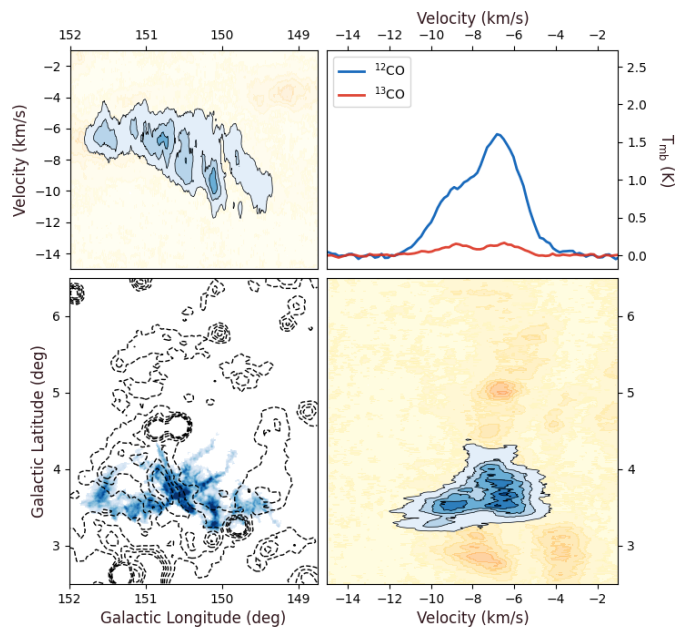 Velocity (km/s)
152 151 150 149
−14 −12 −10 −8 −6 −4 −2
−2
−4
−6
−8
−10
−12
−14
Velocity (km/s)
¹²CO
¹³CO
2.5
2.0
1.5
1.0
0.5
0.0
Tmb (K)
6
5
4
3
Galactic Latitude (deg)
152 151 150 149
Galactic Longitude (deg)
6
5
4
3
−14 −12 −10 −8 −6 −4 −2
Velocity (km/s)